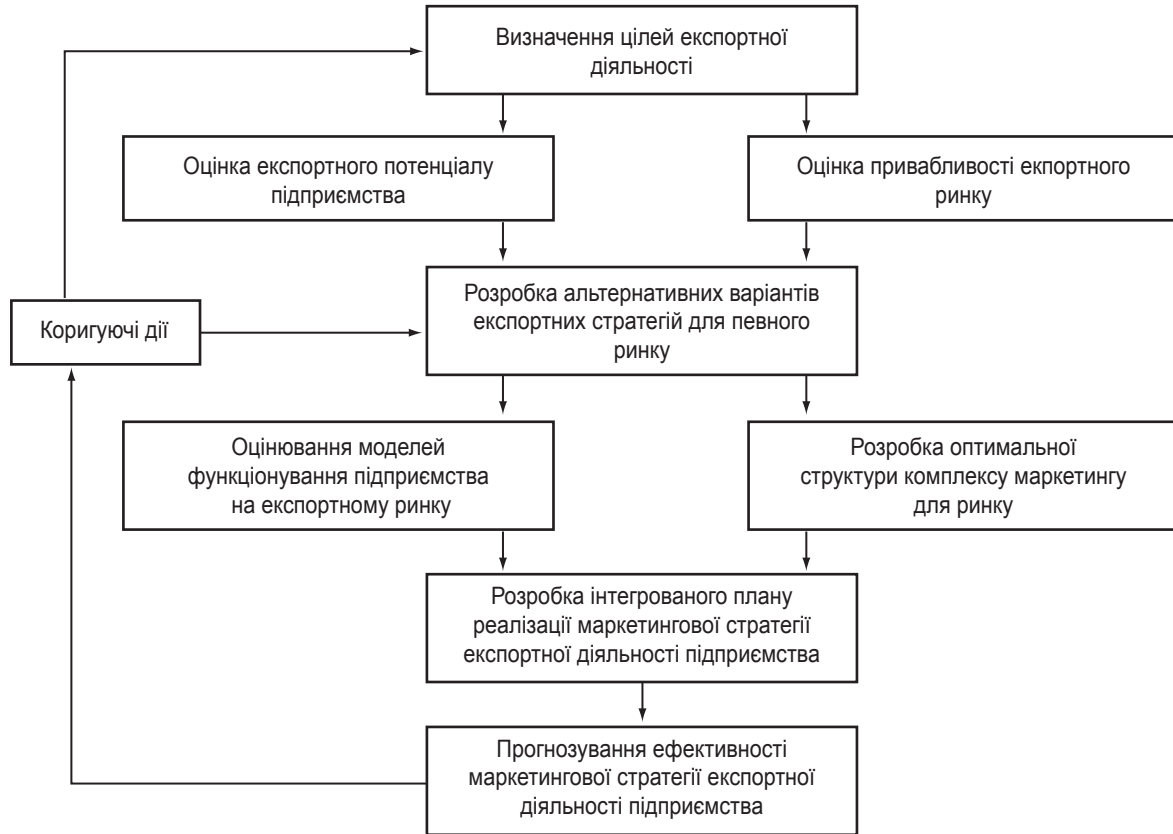 Визначення цілей експортної
діяльності
Оцінка експортного потенціалу
підприємства
Оцінка привабливості екпортного
ринку
Розробка альтернативних варіантів
експортних стратегій для певного
ринку
Коригуючі дії
Оцінювання моделей
функціонування підприємства
на експортному ринку
Розробка оптимальної
структури комплексу маркетингу
для ринку
Розробка інтегрованого плану
реалізації маркетингової стратегії
експортної діяльності підприємства
Прогнозування ефективності
маркетингової стратегії експортної
діяльності підприємства